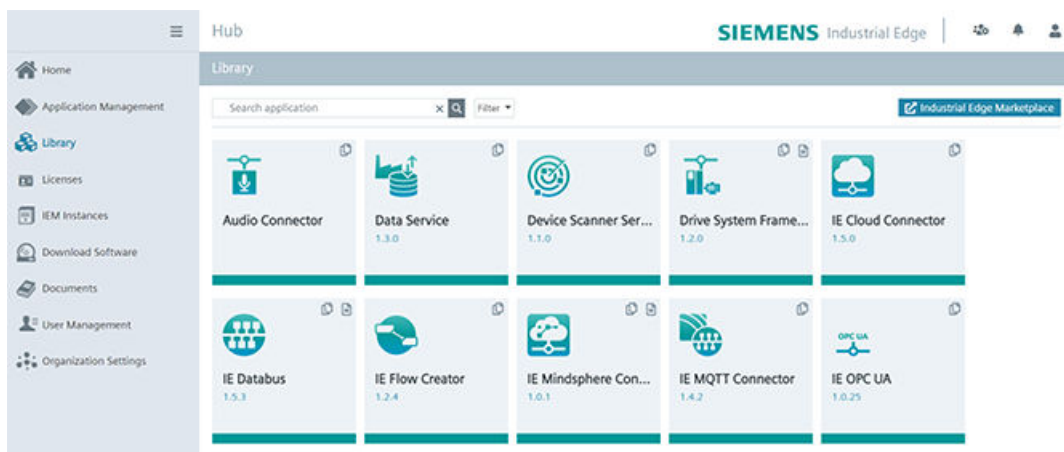 Hub
SIEMENS Industrial Edge
Home
Application Management
Library
Licenses
IEM Instances
Download Software
Documents
User Management
Organization Settings
Library
Search application
Filter
Industrial Edge Marketplace
Audio Connector
Data Service
1.3.0
Device Scanner Ser...
1.1.0
Drive System Frame...
1.2.0
IE Cloud Connector
1.5.0
IE Databus
1.5.3
IE Flow Creator
1.2.4
IE Mindsphere Con...
1.0.1
IE MQTT Connector
1.4.2
OPC UA
IE OPC UA
1.0.25